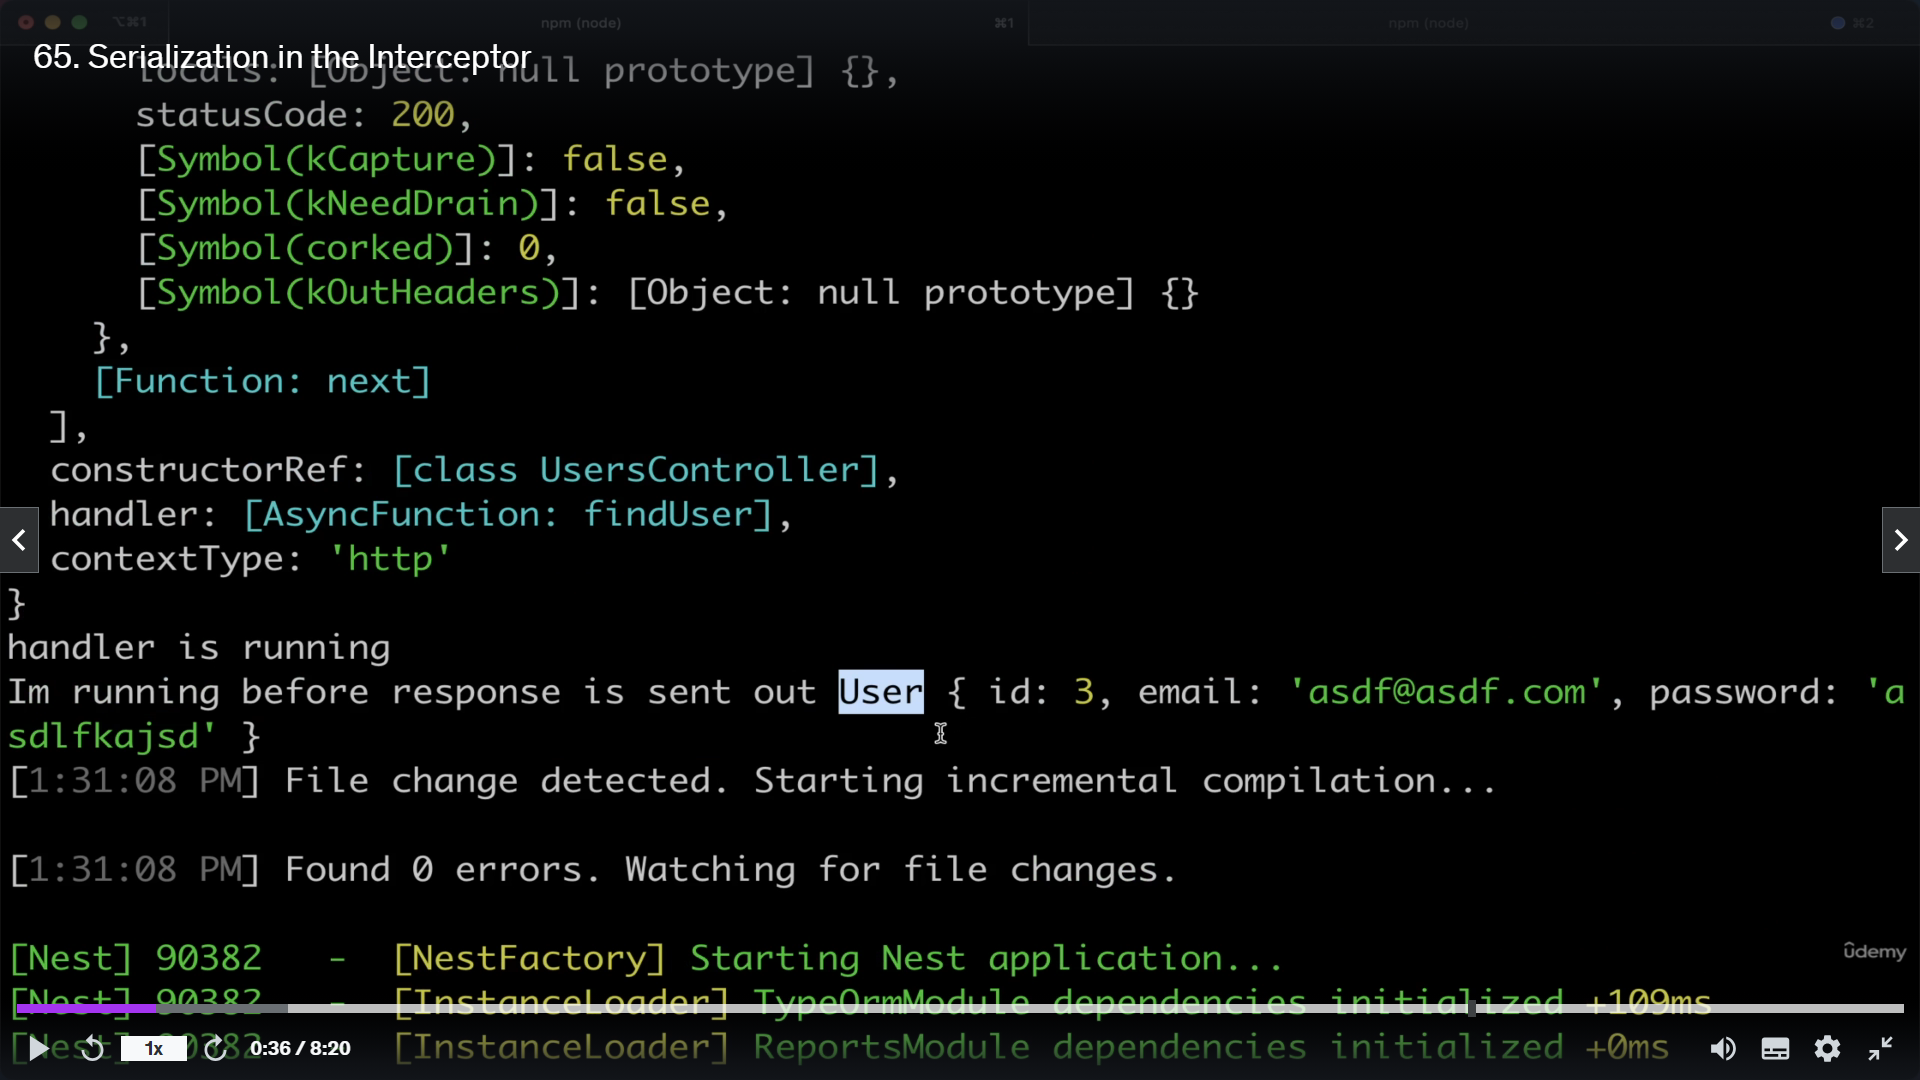 ⌥⌘1
npm (node)
⌘1
npm (node)
⌘2
65. Serialization in the Interceptor
locals: [Object: null prototype] {},
statusCode: 200,
[Symbol(kCapture)]: false,
[Symbol(kNeedDrain)]: false,
[Symbol(corked)]: 0,
[Symbol(kOutHeaders)]: [Object: null prototype] {}
},
[Function: next]
],
constructorRef: [class UsersController],
handler: [AsyncFunction: findUser],
contextType: 'http'
}
handler is running
Im running before response is sent out User { id: 3, email: 'asdf@asdf.com', password: 'a
sdlfkajsd' }
[1:31:08 PM] File change detected. Starting incremental compilation...
[1:31:08 PM] Found 0 errors. Watching for file changes.
[Nest] 90382   -  [NestFactory] Starting Nest application...
ûdemy
[Nest] 90382   -  [InstanceLoader] TypeOrmModule dependencies initialized +109ms
[Nest] 90382 [InstanceLoader] ReportsModule dependencies initialized +0ms
1x
0:36 / 8:20